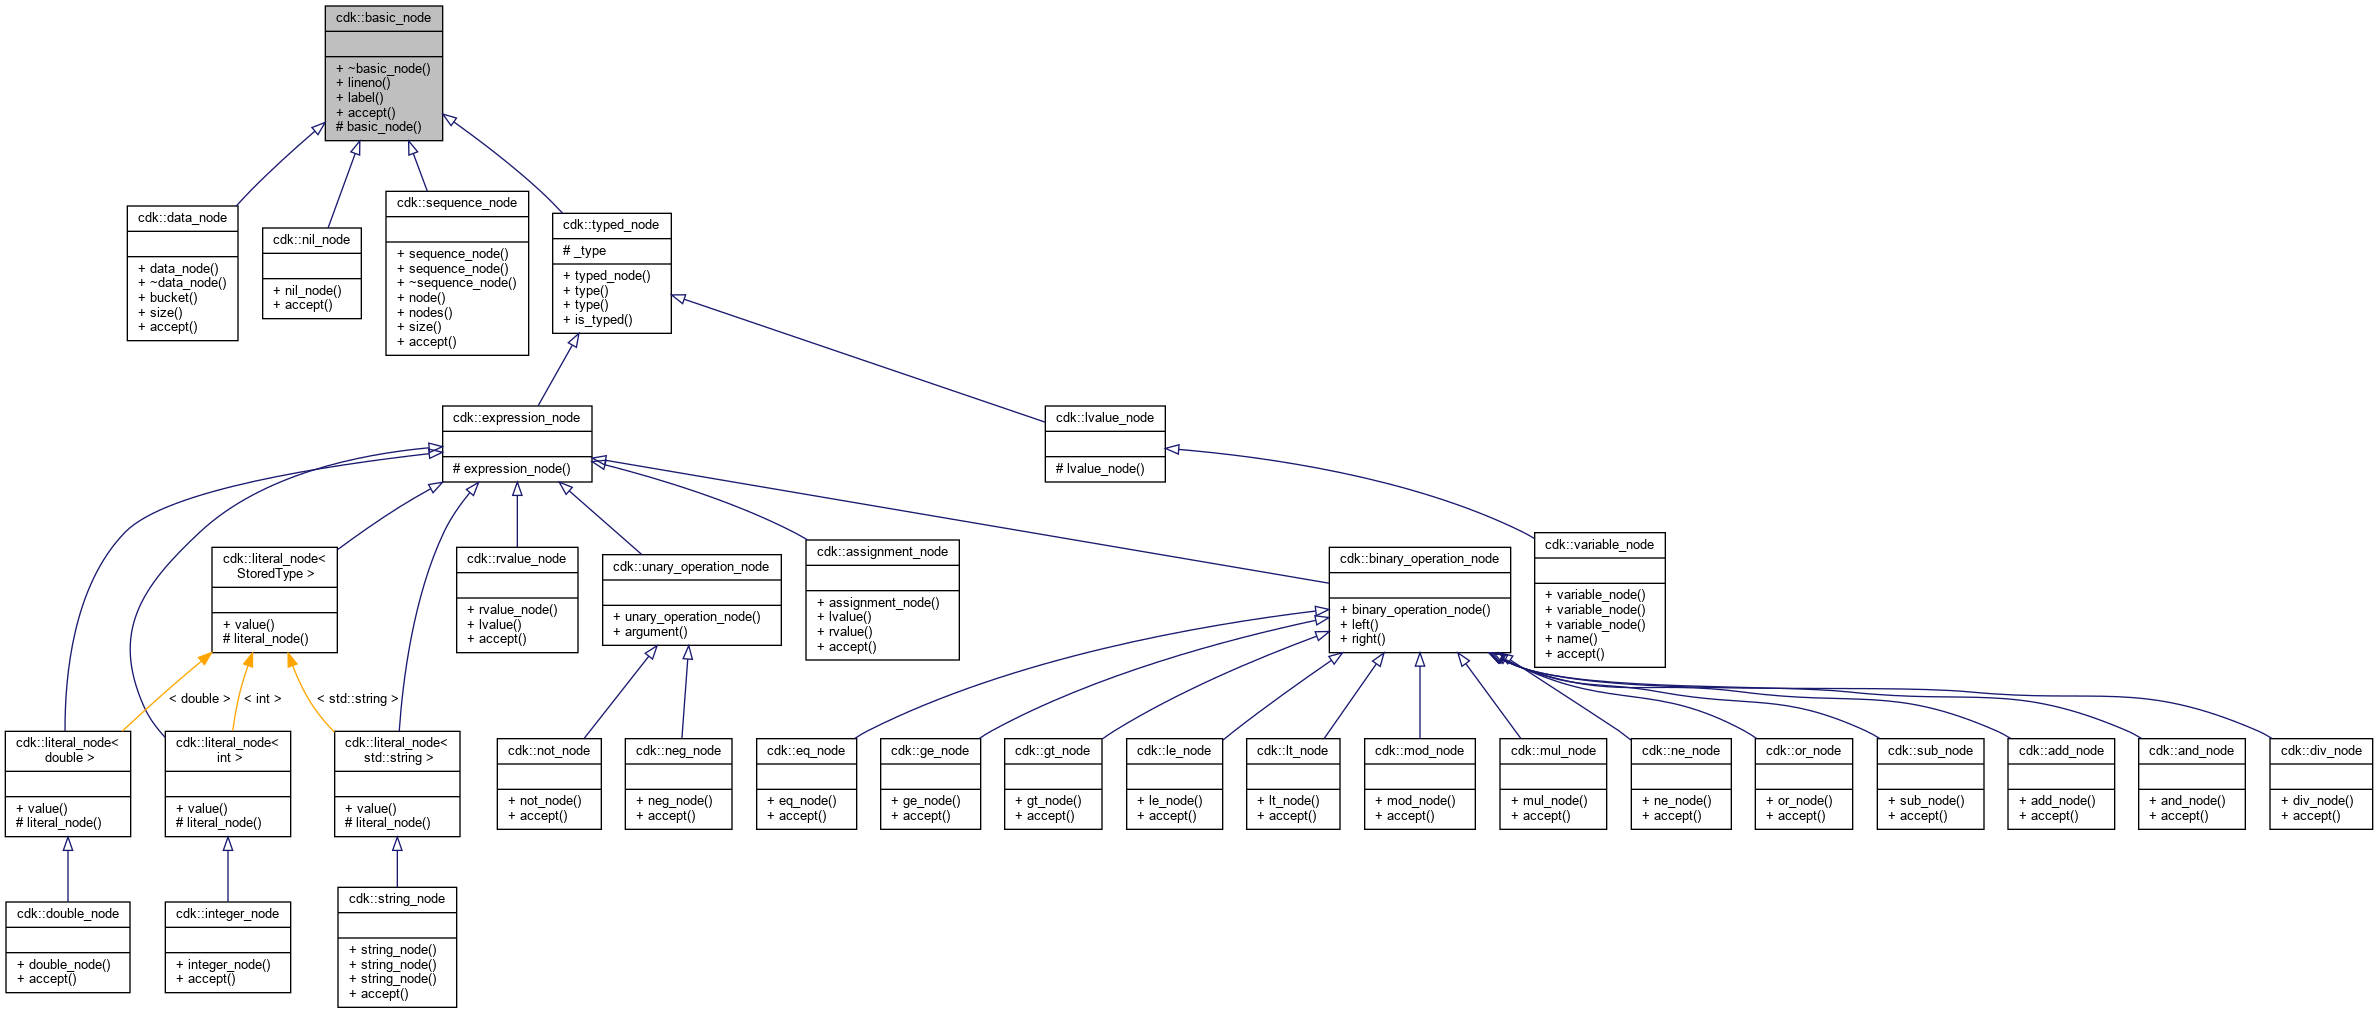 cdk::basic_node
+ ~basic_node()
+ lineno()
+ label()
+ accept()
# basic_node()
cdk::data_node
+ data_node()
+ ~data_node()
+ bucket()
+ size()
+ accept()
cdk::nil_node
+ nil_node()
+ accept()
cdk::sequence_node
+ sequence_node()
+ sequence_node()
+ ~sequence_node()
+ node()
+ nodes()
+ size()
+ accept()
cdk::typed_node
# _type
+ typed_node()
+ type()
+ type()
+ is_typed()
cdk::expression_node
# expression_node()
cdk::lvalue_node
# lvalue_node()
cdk::literal_node<
StoredType >
+ value()
# literal_node()
cdk::rvalue_node
+ rvalue_node()
+ lvalue()
+ accept()
cdk::unary_operation_node
+ unary_operation_node()
+ argument()
cdk::assignment_node
+ assignment_node()
+ lvalue()
+ rvalue()
+ accept()
cdk::binary_operation_node
+ binary_operation_node()
+ left()
+ right()
cdk::variable_node
+ variable_node()
+ variable_node()
+ variable_node()
+ name()
+ accept()
< double >
< int >
< std::string >
cdk::literal_node<
double >
+ value()
# literal_node()
cdk::literal_node<
int >
+ value()
# literal_node()
cdk::literal_node<
std::string >
+ value()
# literal_node()
cdk::not_node
+ not_node()
+ accept()
cdk::neg_node
+ neg_node()
+ accept()
cdk::eq_node
+ eq_node()
+ accept()
cdk::ge_node
+ ge_node()
+ accept()
cdk::gt_node
+ gt_node()
+ accept()
cdk::le_node
+ le_node()
+ accept()
cdk::lt_node
+ lt_node()
+ accept()
cdk::mod_node
+ mod_node()
+ accept()
cdk::mul_node
+ mul_node()
+ accept()
cdk::ne_node
+ ne_node()
+ accept()
cdk::or_node
+ or_node()
+ accept()
cdk::sub_node
+ sub_node()
+ accept()
cdk::add_node
+ add_node()
+ accept()
cdk::and_node
+ and_node()
+ accept()
cdk::div_node
+ div_node()
+ accept()
cdk::double_node
+ double_node()
+ accept()
cdk::integer_node
+ integer_node()
+ accept()
cdk::string_node
+ string_node()
+ string_node()
+ string_node()
+ accept()